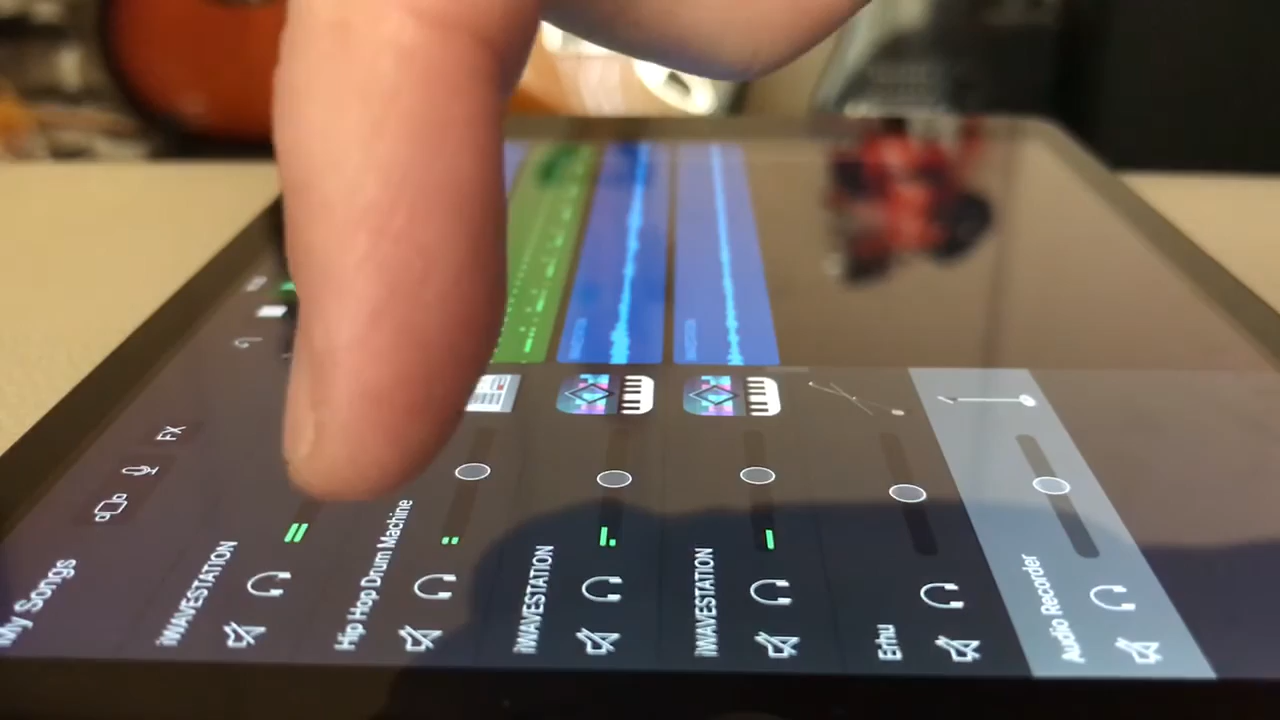 My Songs
FX
iWAVESTATION
Hip Hop Drum Machine
iWAVESTATION
iWAVESTATION
Erhu
Audio Recorder